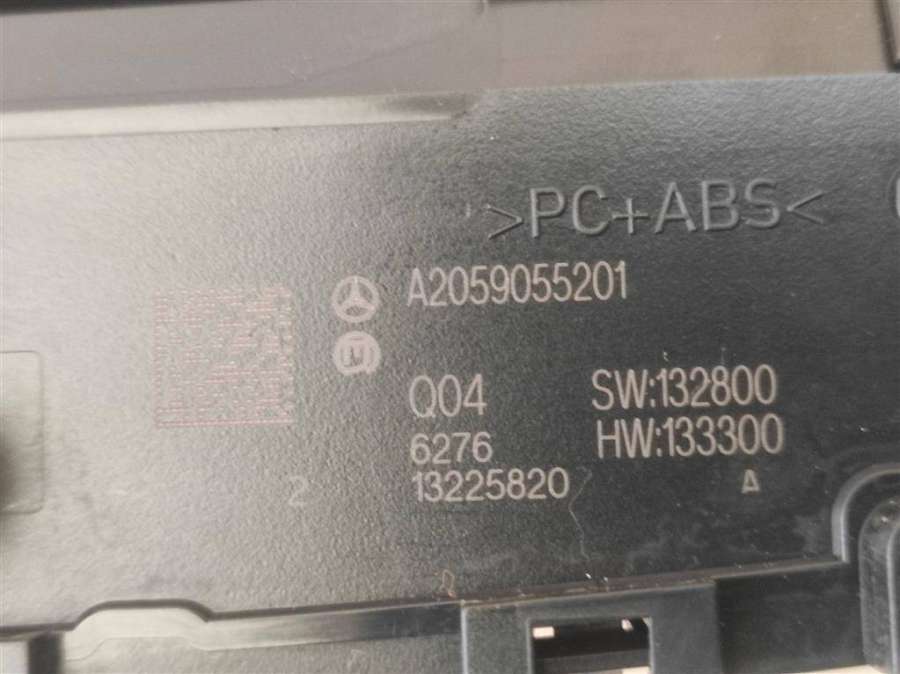 >PC+ABS<
A2059055201
Q04 SW:132800
6276 HW:133300
2 13225820 A